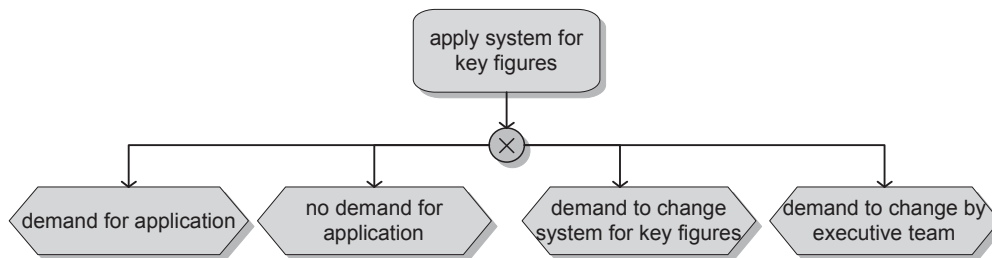 apply system for
key figures
demand for application
no demand for
application
demand to change
system for key figures
demand to change by
executive team